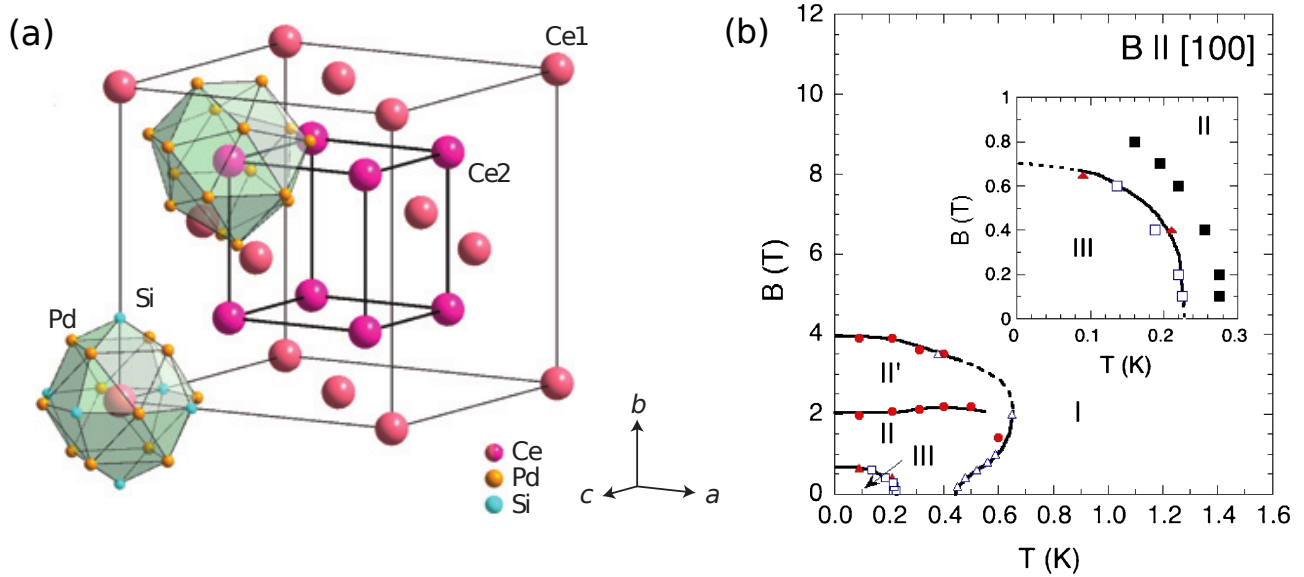 (a)
Ce1
Ce2
Si
Pd
Ce
Pd
Si
b
c
a
(b)
B II [100]
12
10
8
6
4
2
0
B (T)
0.0
0.2
0.4
0.6
0.8
1.0
1.2
1.4
1.6
T (K)
II'
II
III
I
1
0.8
0.6
0.4
0.2
0
B (T)
0
0.1
0.2
0.3
T (K)
II
III